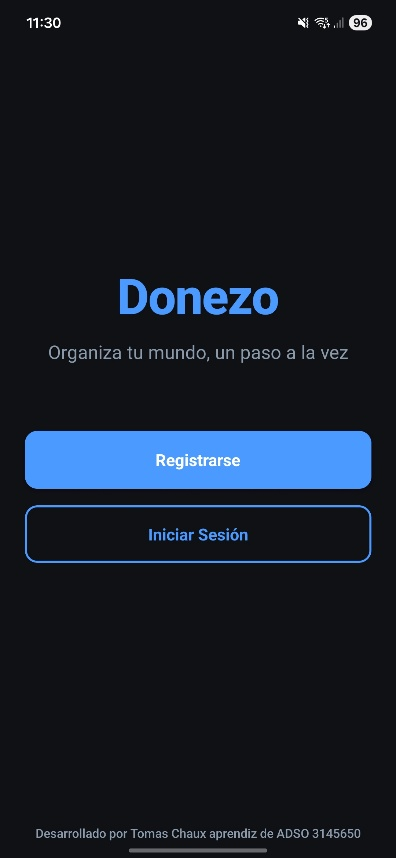 11:30
96
Donezo
Organiza tu mundo, un paso a la vez
Registrarse
Iniciar Sesión
Desarrollado por Tomas Chaux aprendiz de ADSO 3145650